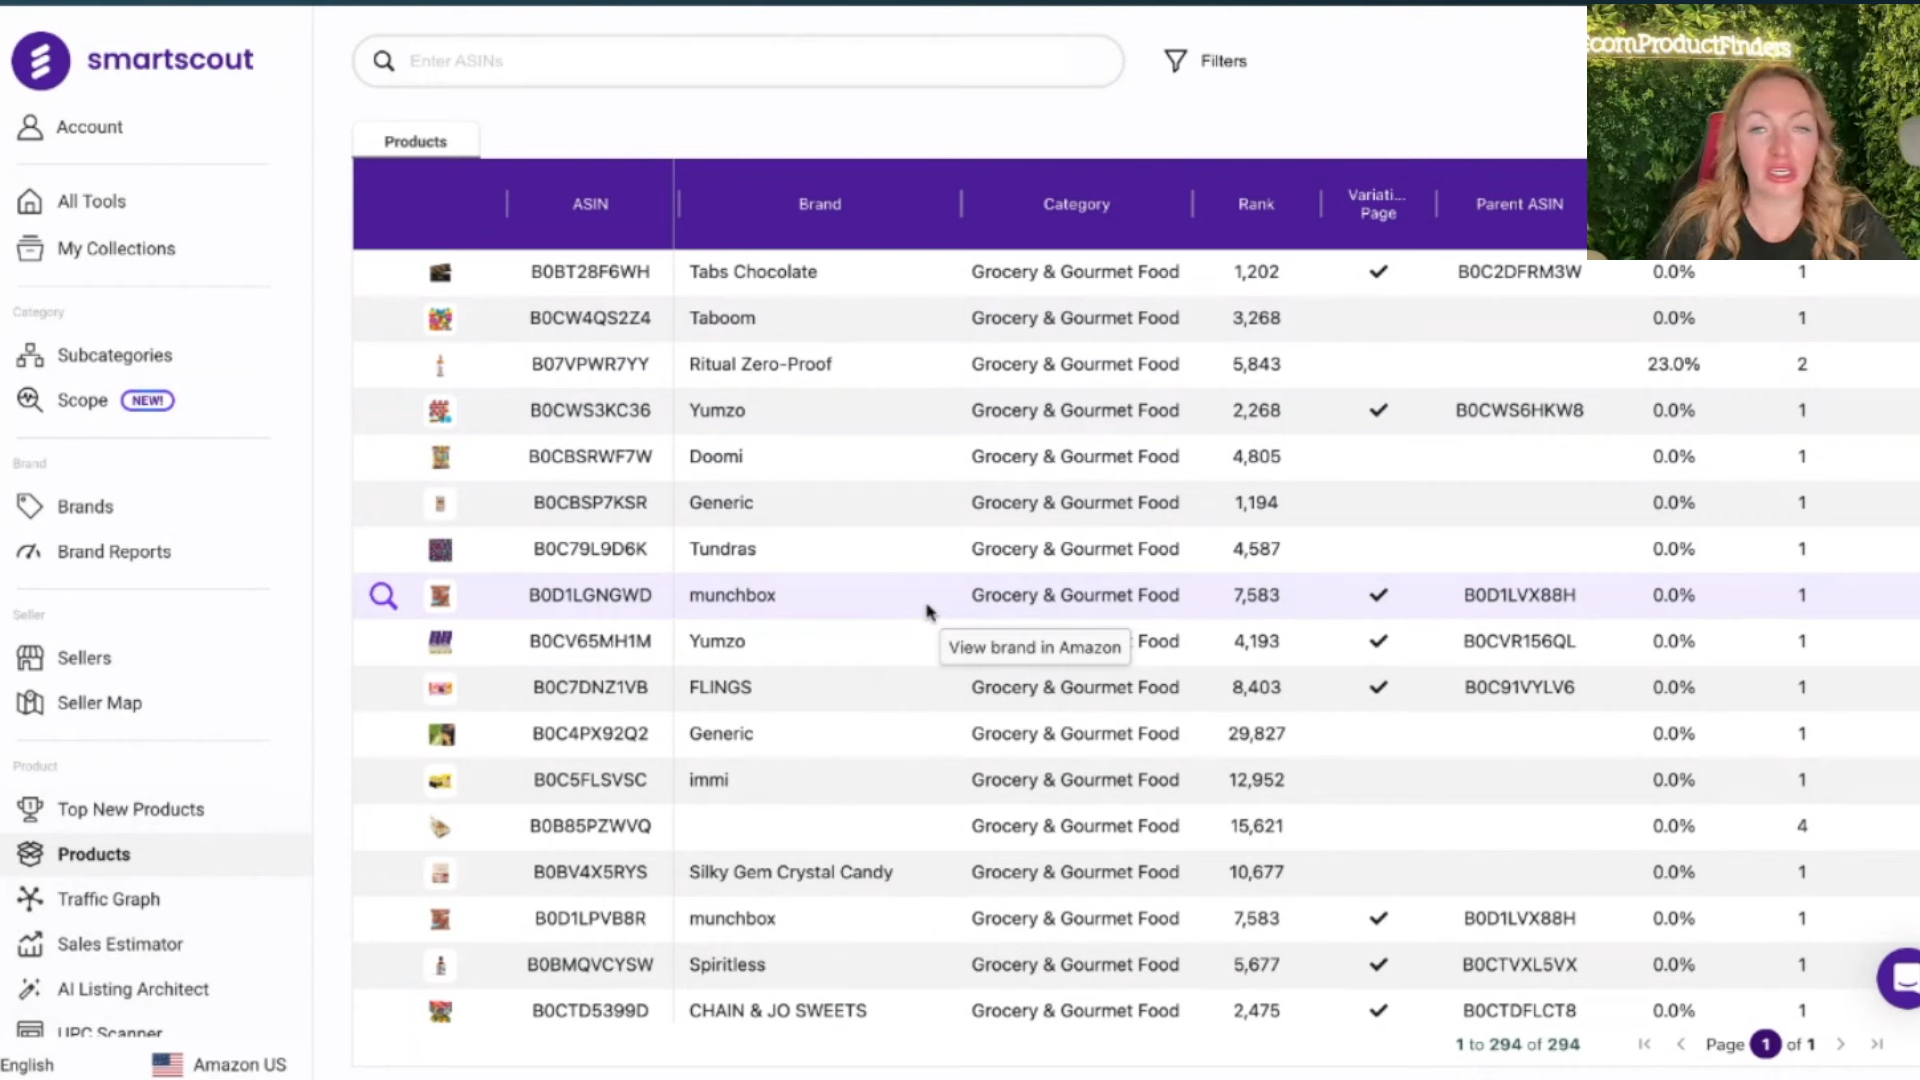 smartscout
Enter ASINs
Filters
comProductFinders
Account
All Tools
My Collections
Category
Subcategories
Scope NEW!
Brand
Brands
Brand Reports
Seller
Sellers
Seller Map
Product
Top New Products
Products
Traffic Graph
Sales Estimator
AI Listing Architect
UPC Scanner
English Amazon US
Products
ASIN Brand Category Rank Variati... Page Parent ASIN
B0BT28F6WH Tabs Chocolate Grocery & Gourmet Food 1,202 B0C2DFRM3W 0.0% 1
B0CW4QS2Z4 Taboom Grocery & Gourmet Food 3,268 0.0% 1
B07VPWR7YY Ritual Zero-Proof Grocery & Gourmet Food 5,843 23.0% 2
B0CWS3KC36 Yumzo Grocery & Gourmet Food 2,268 B0CWS6HKW8 0.0% 1
B0CBSRWF7W Doomi Grocery & Gourmet Food 4,805 0.0% 1
B0CBSP7KSR Generic Grocery & Gourmet Food 1,194 0.0% 1
B0C79L9D6K Tundras Grocery & Gourmet Food 4,587 0.0% 1
B0D1LGNGWD munchbox Grocery & Gourmet Food 7,583 B0D1LVX88H 0.0% 1
B0CV65MH1M Yumzo Food 4,193 B0CVR156QL 0.0% 1
View brand in Amazon
B0C7DNZ1VB FLINGS Grocery & Gourmet Food 8,403 B0C91VYLV6 0.0% 1
B0C4PX92Q2 Generic Grocery & Gourmet Food 29,827 0.0% 1
B0C5FLSVSC immi Grocery & Gourmet Food 12,952 0.0% 1
B0B85PZWVQ Grocery & Gourmet Food 15,621 0.0% 4
B0BV4X5RYS Silky Gem Crystal Candy Grocery & Gourmet Food 10,677 0.0% 1
B0D1LPVB8R munchbox Grocery & Gourmet Food 7,583 B0D1LVX88H 0.0% 1
B0BMQVCYSW Spiritless Grocery & Gourmet Food 5,677 B0CTVXL5VX 0.0% 1
B0CTD5399D CHAIN & JO SWEETS Grocery & Gourmet Food 2,475 B0CTDFLCT8 0.0% 1
1 to 294 of 294 Page 1 of 1